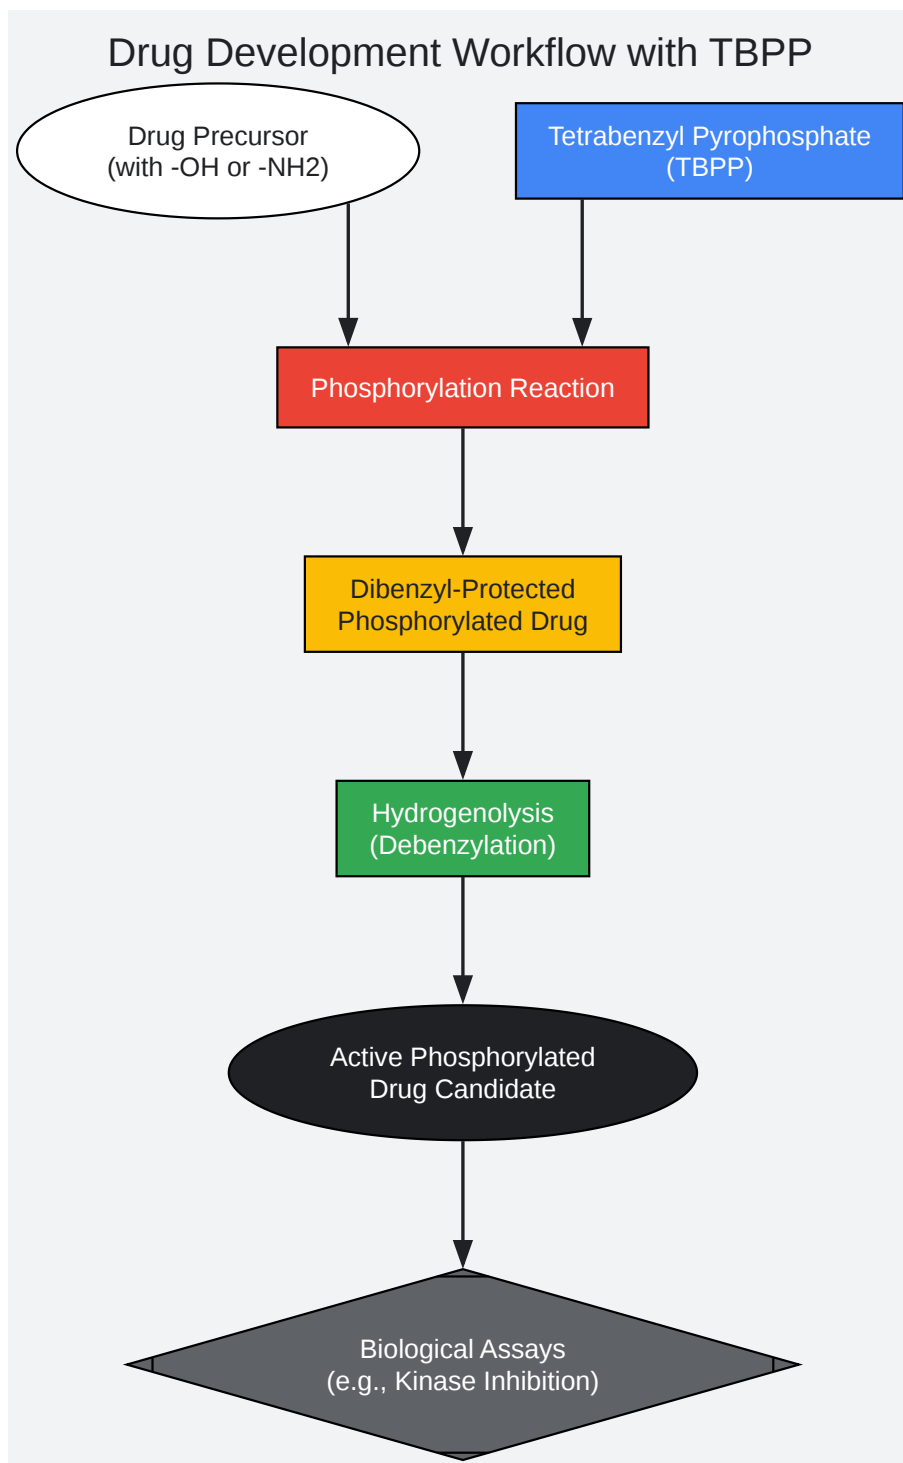 Drug Development Workflow with TBPP
Drug Precursor
(with -OH or -NH2)
Tetrabenzyl Pyrophosphate
(TBPP)
Phosphorylation Reaction
Dibenzyl-Protected
Phosphorylated Drug
Hydrogenolysis
(Debenzylation)
Active Phosphorylated
Drug Candidate
Biological Assays
(e.g., Kinase Inhibition)